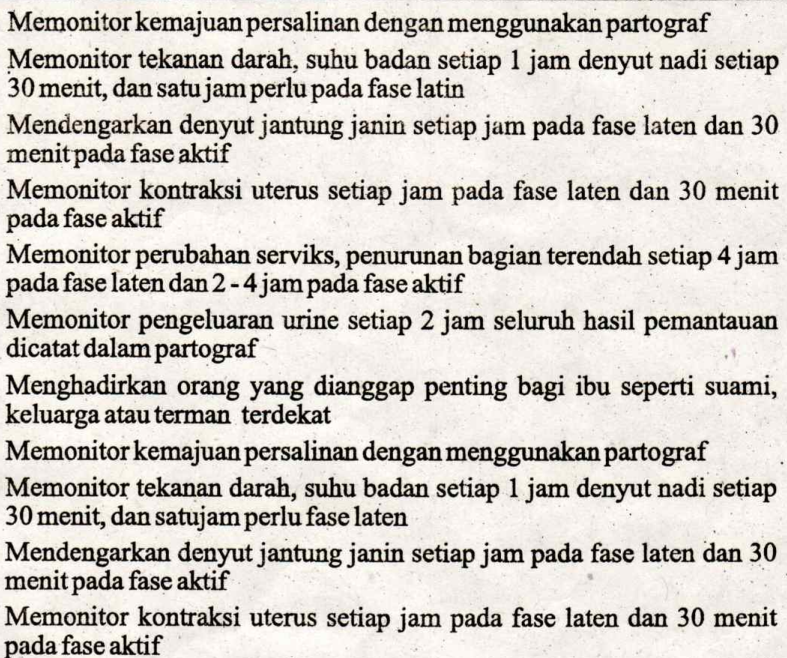 Memonitor kemajuan persalinan dengan menggunakan partograf
Memonitor tekanan darah, suhu badan setiap 1 jam denyut nadi setiap
30 menit, dan satu jam perlu pada fase latin
Mendengarkan denyut jantung janin setiap jam pada fase laten dan 30
menit pada fase aktif
Memonitor kontraksi uterus setiap jam pada fase laten dan 30 menit
pada fase aktif
Memonitor perubahan serviks, penurunan bagian terendah setiap 4 jam
pada fase laten dan 2 - 4 jam pada fase aktif
Memonitor pengeluaran urine setiap 2 jam seluruh hasil pemantauan
dicatat dalam partograf
Menghadirkan orang yang dianggap penting bagi ibu seperti suami,
keluarga atau terman terdekat
Memonitor kemajuan persalinan dengan menggunakan partograf
Memonitor tekanan darah, suhu badan setiap 1 jam denyut nadi setiap
30 menit, dan satujam perlu fase laten
Mendengarkan denyut jantung janin setiap jam pada fase laten dan 30
menit pada fase aktif
Memonitor kontraksi uterus setiap jam pada fase laten dan 30 menit
pada fase aktif